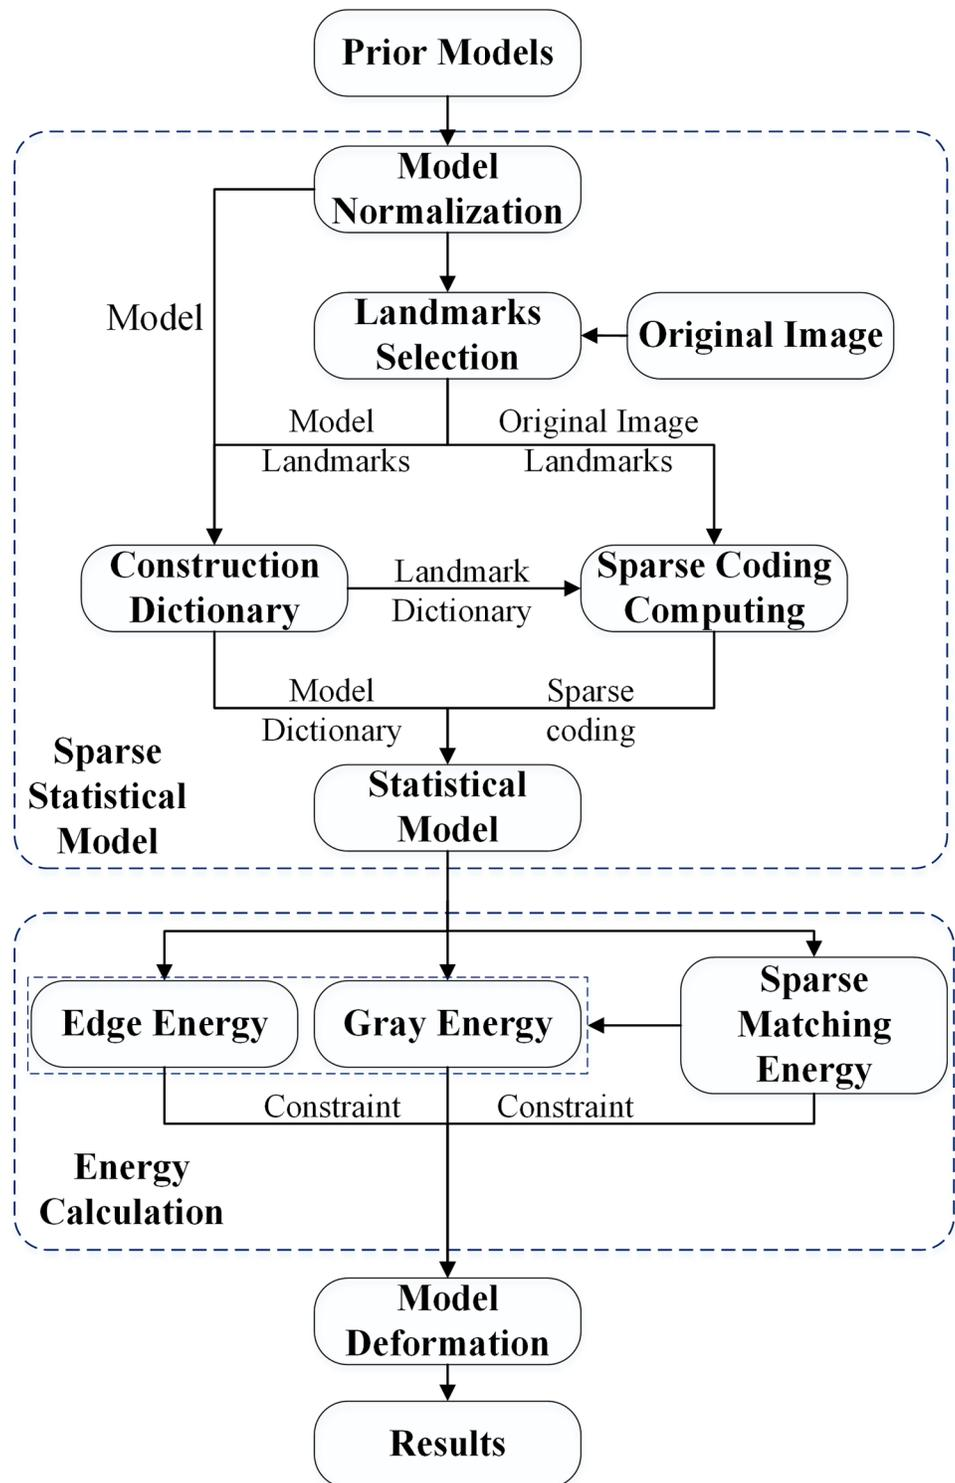 Prior Models
Model
Normalization
Model
Landmarks
Selection
Original Image
Model
Landmarks
Original Image
Landmarks
Construction
Dictionary
Landmark
Dictionary
Sparse Coding
Computing
Model
Dictionary
Sparse
coding
Sparse
Statistical
Model
Statistical
Model
Edge Energy
Gray Energy
Sparse
Matching
Energy
Constraint
Constraint
Energy
Calculation
Model
Deformation
Results